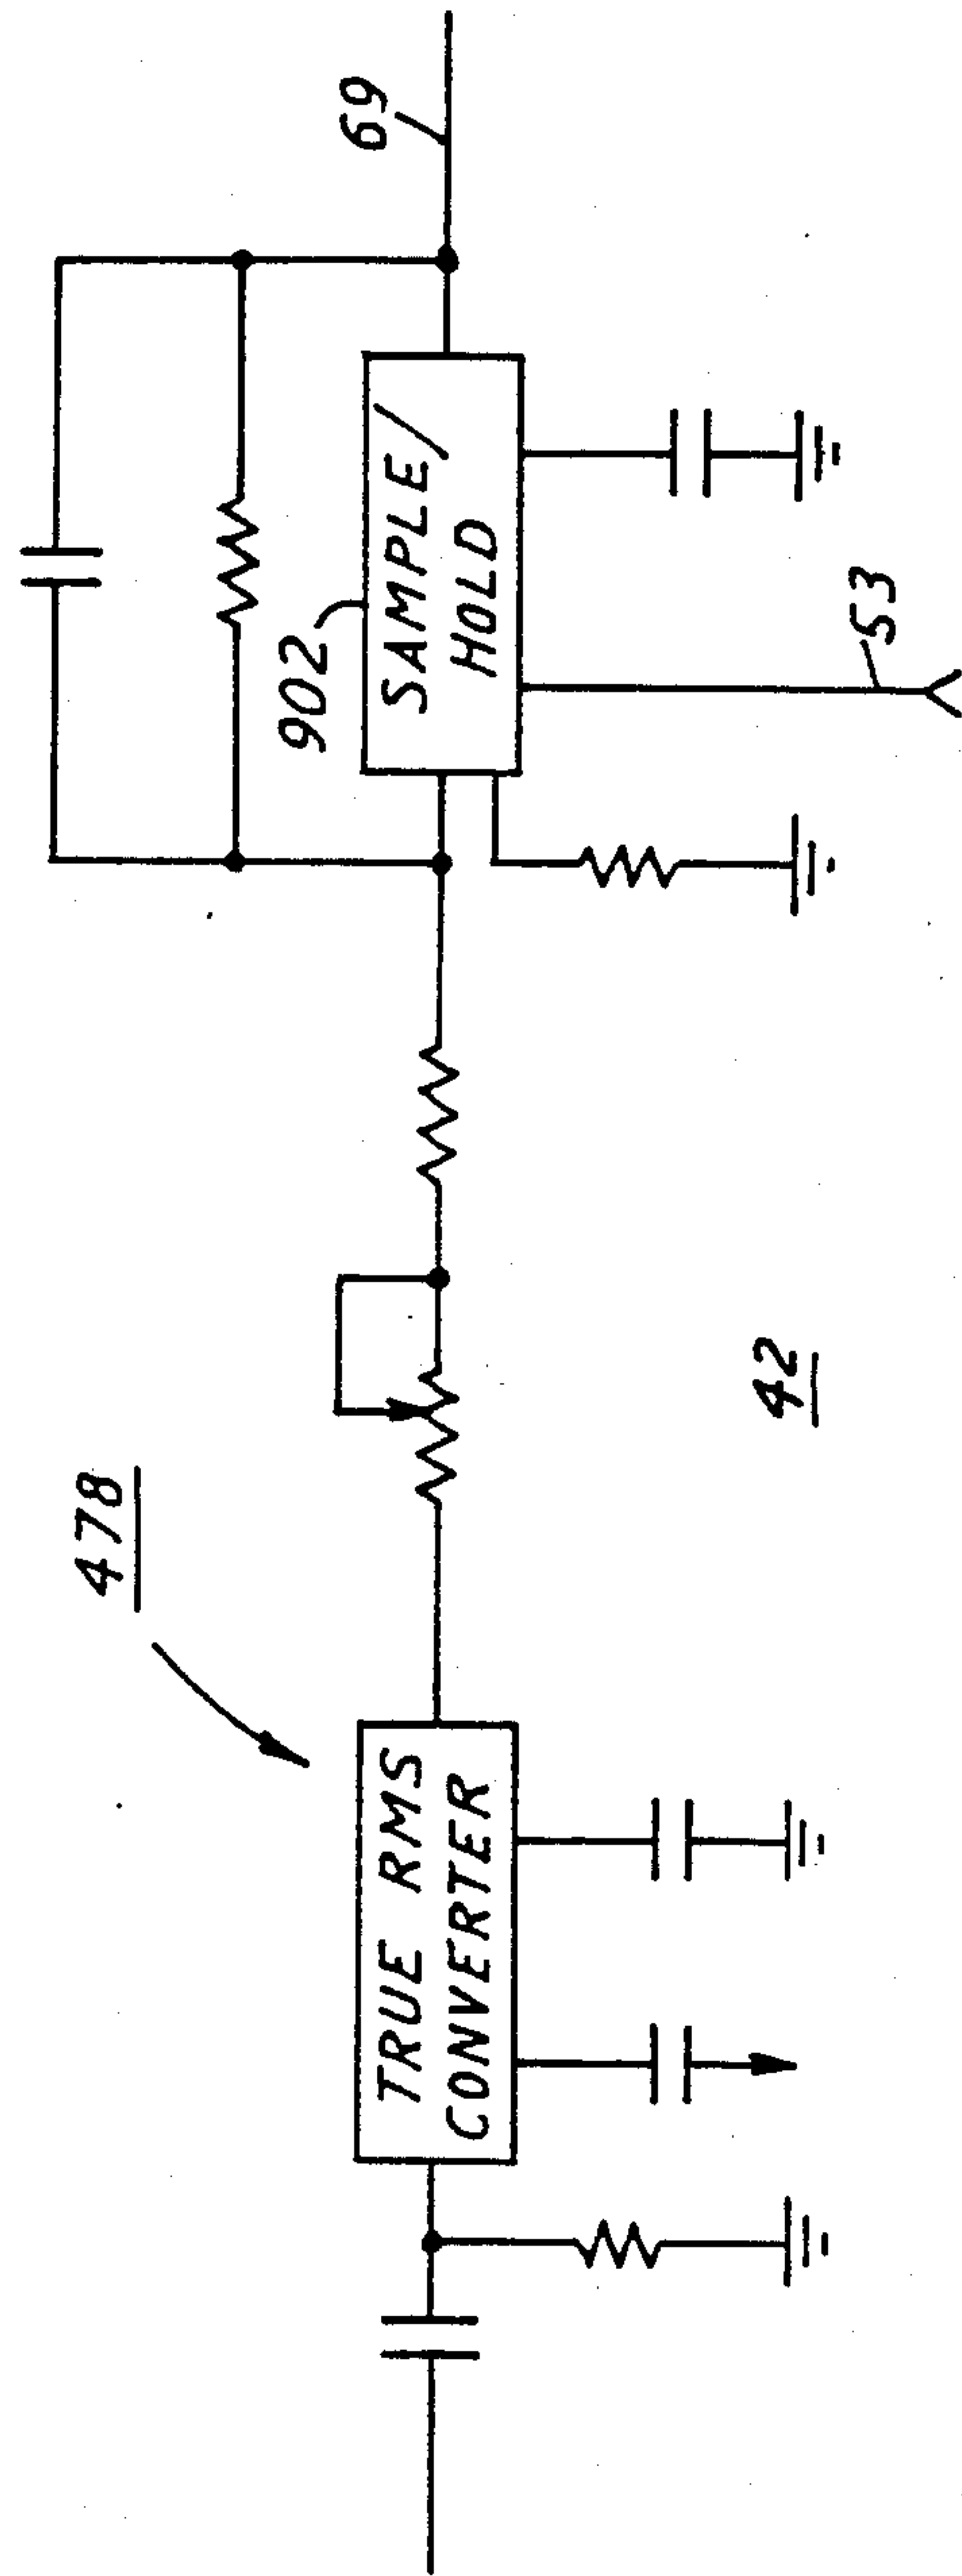 478
TRUE RMS
CONVERTER
42
902
SAMPLE/
HOLD
53
69